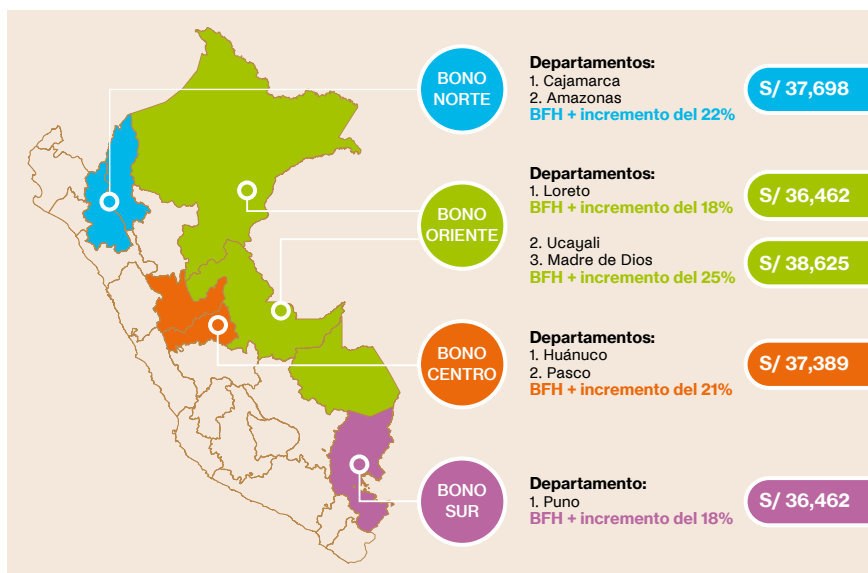 BONO
NORTE
Departamentos:
1. Cajamarca
2. Amazonas
BFH + incremento del 22%
S/ 37,698
BONO
ORIENTE
Departamentos:
1. Loreto
BFH + incremento del 18%
S/ 36,462
2. Ucayali
3. Madre de Dios
BFH + incremento del 25%
S/ 38,625
BONO
CENTRO
Departamentos:
1. Huánuco
2. Pasco
BFH + incremento del 21%
S/ 37,389
BONO
SUR
Departamento:
1. Puno
BFH + incremento del 18%
S/ 36,462